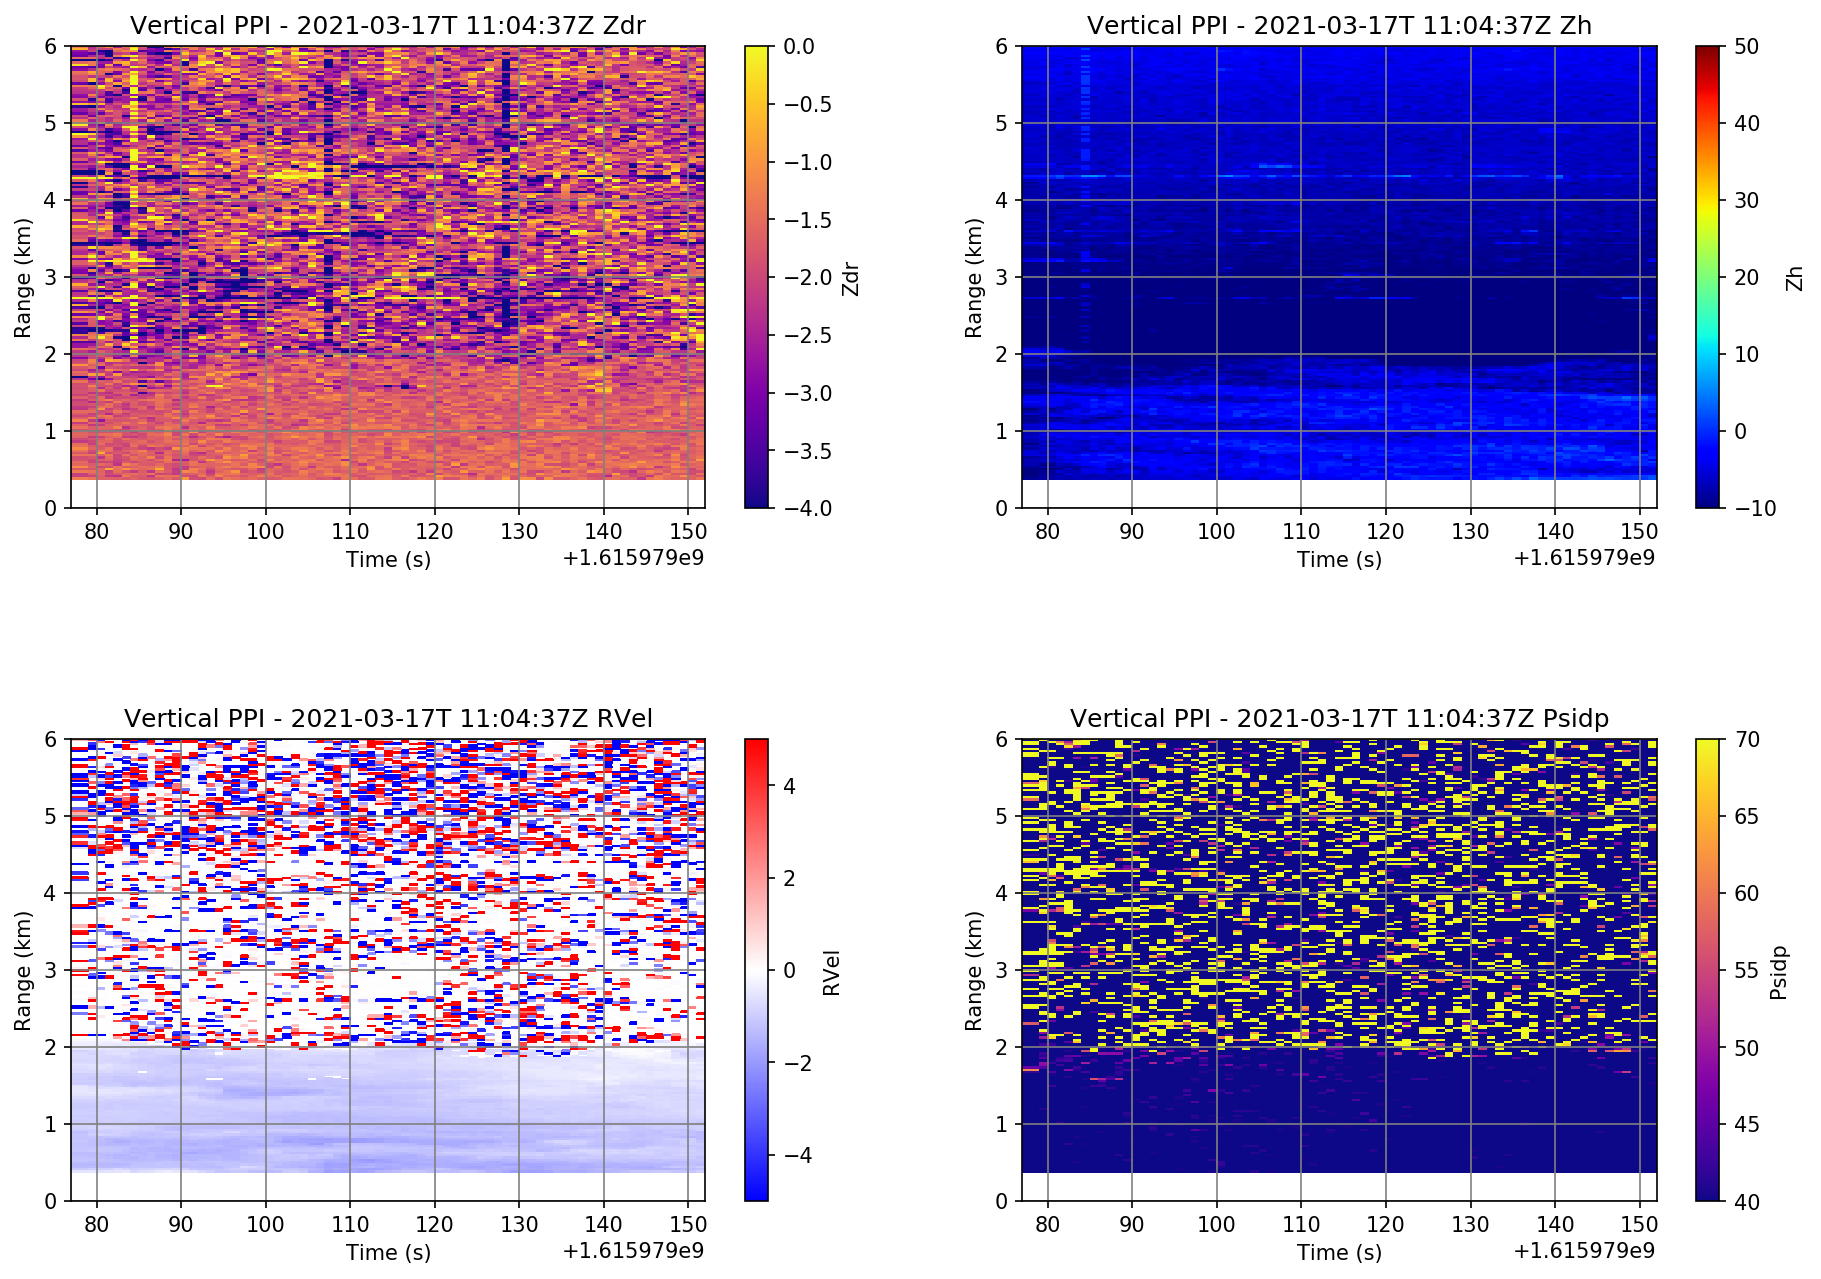 Vertical PPI - 2021-03-17T 11:04:37Z Zdr
6
5
4
3
2
1
0
Range (km)
80 90 100 110 120 130 140 150
Time (s)
+1.615979e9
0.0
−0.5
−1.0
−1.5
−2.0
−2.5
−3.0
−3.5
−4.0
Zdr
Vertical PPI - 2021-03-17T 11:04:37Z Zh
6
5
4
3
2
1
0
Range (km)
80 90 100 110 120 130 140 150
Time (s)
+1.615979e9
50
40
30
20
10
0
−10
Zh
Vertical PPI - 2021-03-17T 11:04:37Z RVel
6
5
4
3
2
1
0
Range (km)
80 90 100 110 120 130 140 150
Time (s)
+1.615979e9
4
2
0
−2
−4
RVel
Vertical PPI - 2021-03-17T 11:04:37Z Psidp
6
5
4
3
2
1
0
Range (km)
80 90 100 110 120 130 140 150
Time (s)
+1.615979e9
70
65
60
55
50
45
40
Psidp